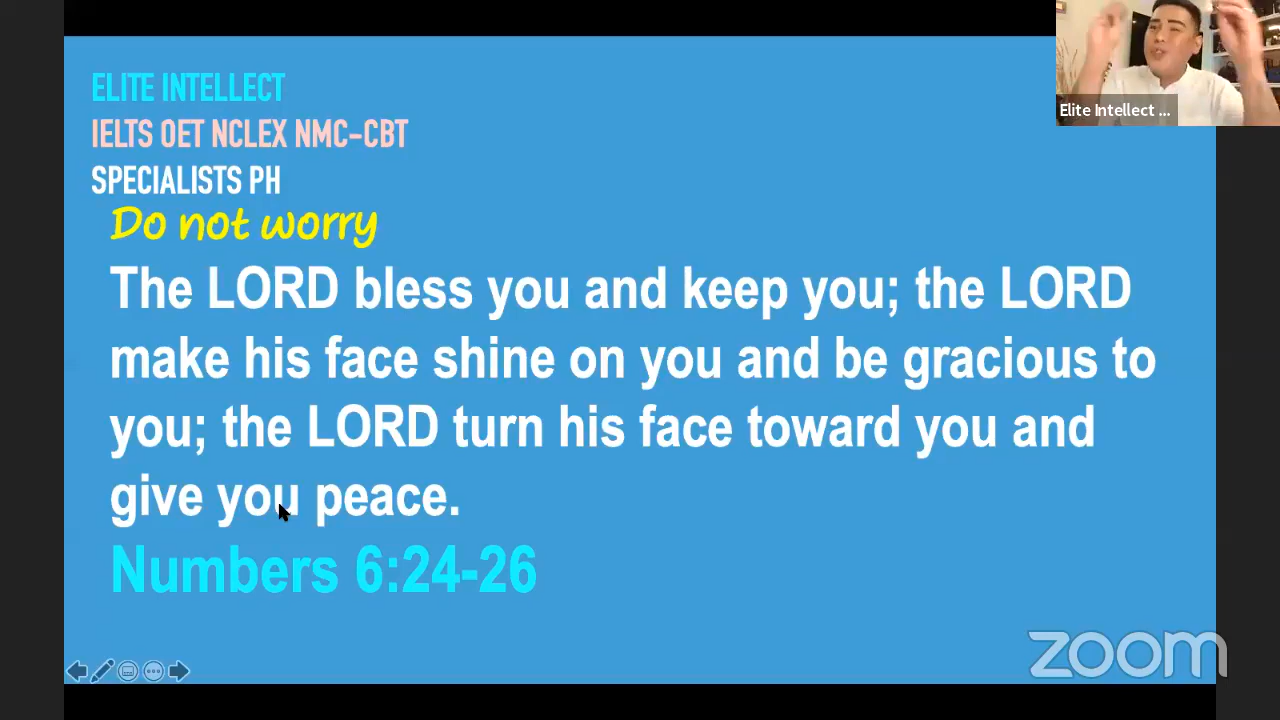 ELITE INTELLECT
IELTS OET NCLEX NMC-CBT
SPECIALISTS PH
Do not worry
The LORD bless you and keep you; the LORD
make his face shine on you and be gracious to
you; the LORD turn his face toward you and
give you peace.
Numbers 6:24-26
Elite Intellect ...
zoom